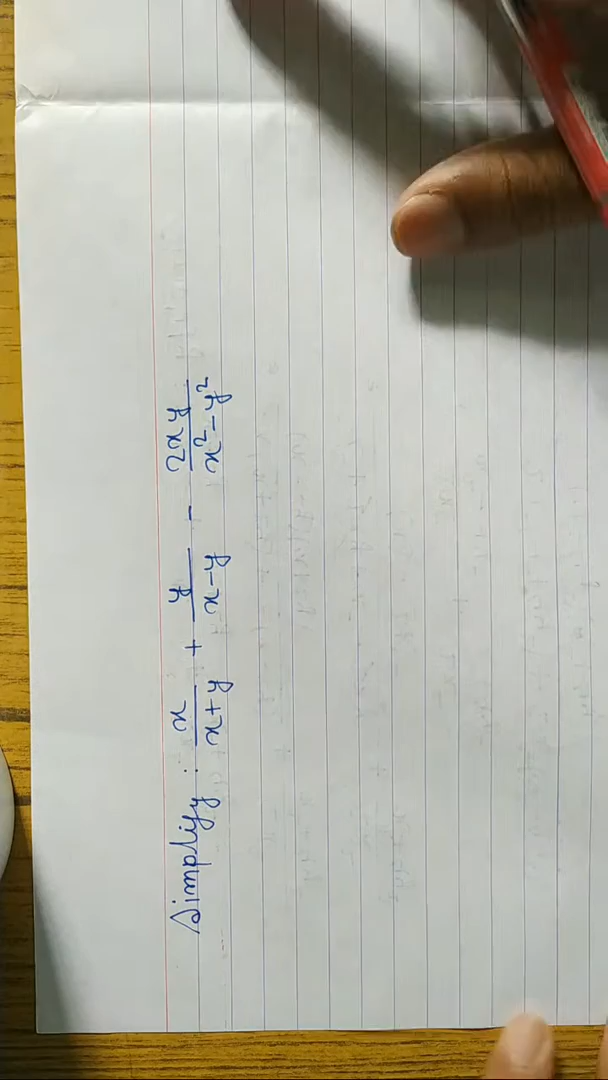 Simplify : x/(x+y) + y/(x-y) - 2xy/(x²-y²)